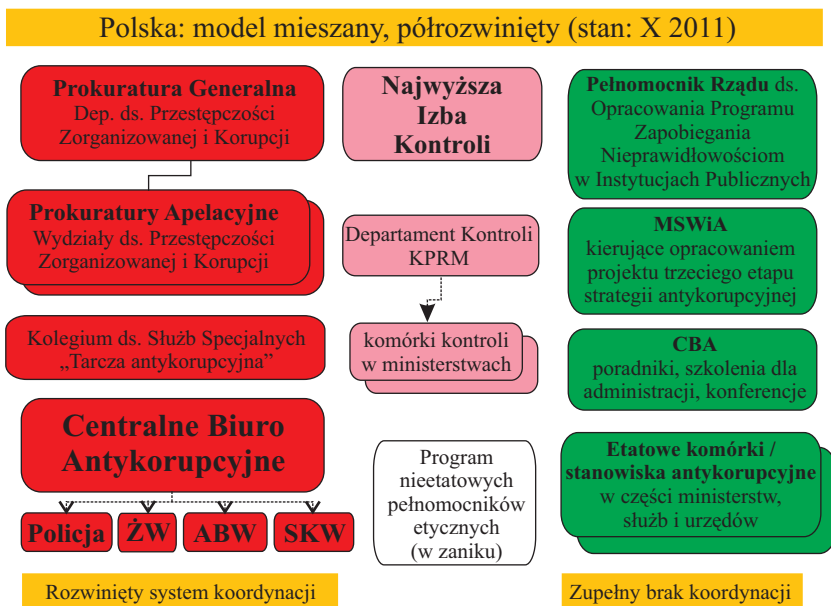 Polska: model mieszany, półrozwinięty (stan: X 2011)
Prokuratura Generalna
Dep. ds. Przestępczości
Zorganizowanej i Korupcji
Prokuratury Apelacyjne
Wydziały ds. Przestępczości
Zorganizowanej i Korupcji
Kolegium ds. Służb Specjalnych
„Tarcza antykorupcyjna”
Centralne Biuro
Antykorupcyjne
Policja
ŻW
ABW
SKW
Rozwinięty system koordynacji
Najwyższa
Izba
Kontroli
Departament Kontroli
KPRM
komórki kontroli
w ministerstwach
Program
nieetatowych
pełnomocników
etycznych
(w zaniku)
Pełnomocnik Rządu ds.
Opracowania Programu
Zapobiegania
Nieprawidłowościom
w Instytucjach Publicznych
MSWiA
kierujące opracowaniem
projektu trzeciego etapu
strategii antykorupcyjnej
CBA
poradniki, szkolenia dla
administracji, konferencje
Etatowe komórki /
stanowiska antykorupcyjne
w części ministerstw,
służb i urzędów
Zupełny brak koordynacji